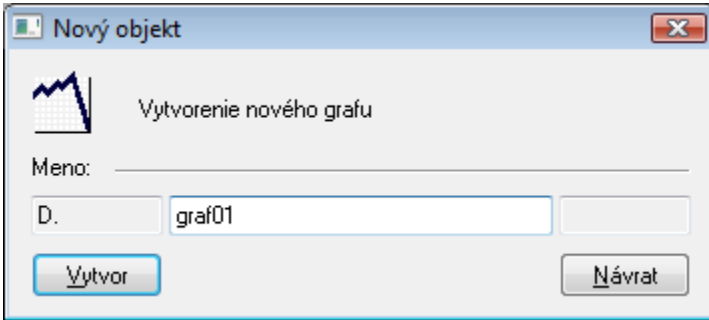 Nový objekt
Vytvorenie nového grafu
Meno:
D. graf01
Vytvor Návrat